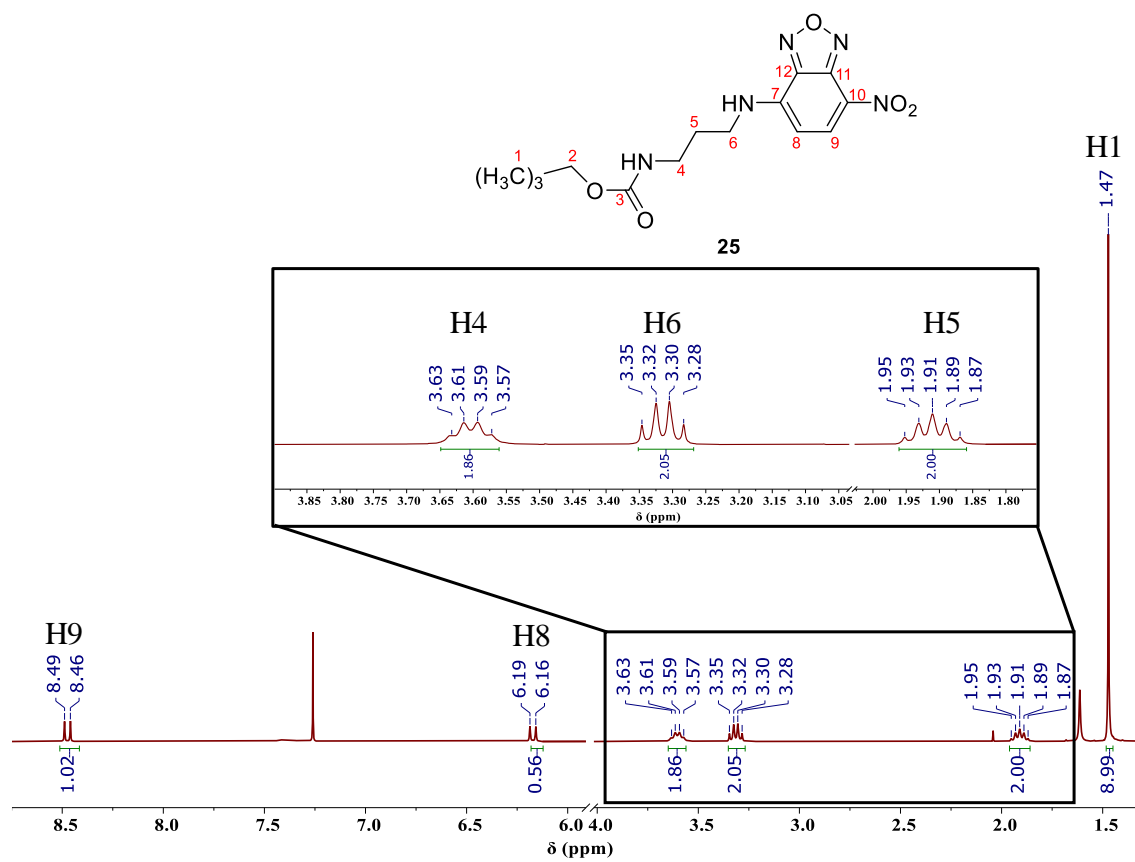 O
N N
12 11
7 10
HN NO₂
5
6 8 9
1 2
(H₃C)₃ HN
4
O 3
O
25
H1
1.47
H4 H6 H5
3.63 3.61 3.59 3.57 3.35 3.32 3.30 3.28 1.95 1.93 1.91 1.89 1.87
1.86 2.05 2.00
3.85 3.80 3.75 3.70 3.65 3.60 3.55 3.50 3.45 3.40 3.35 3.30 3.25 3.20 3.15 3.10 3.05 2.00 1.95 1.90 1.85 1.80
δ (ppm)
H9 H8
8.49 8.46 6.19 6.16 3.63 3.61 3.59 3.57 3.35 3.32 3.30 3.28 1.95 1.93 1.91 1.89 1.87
1.02 0.56 1.86 2.05 2.00 8.99
8.5 8.0 7.5 7.0 6.5 6.0 4.0 3.5 3.0 2.5 2.0 1.5
δ (ppm)